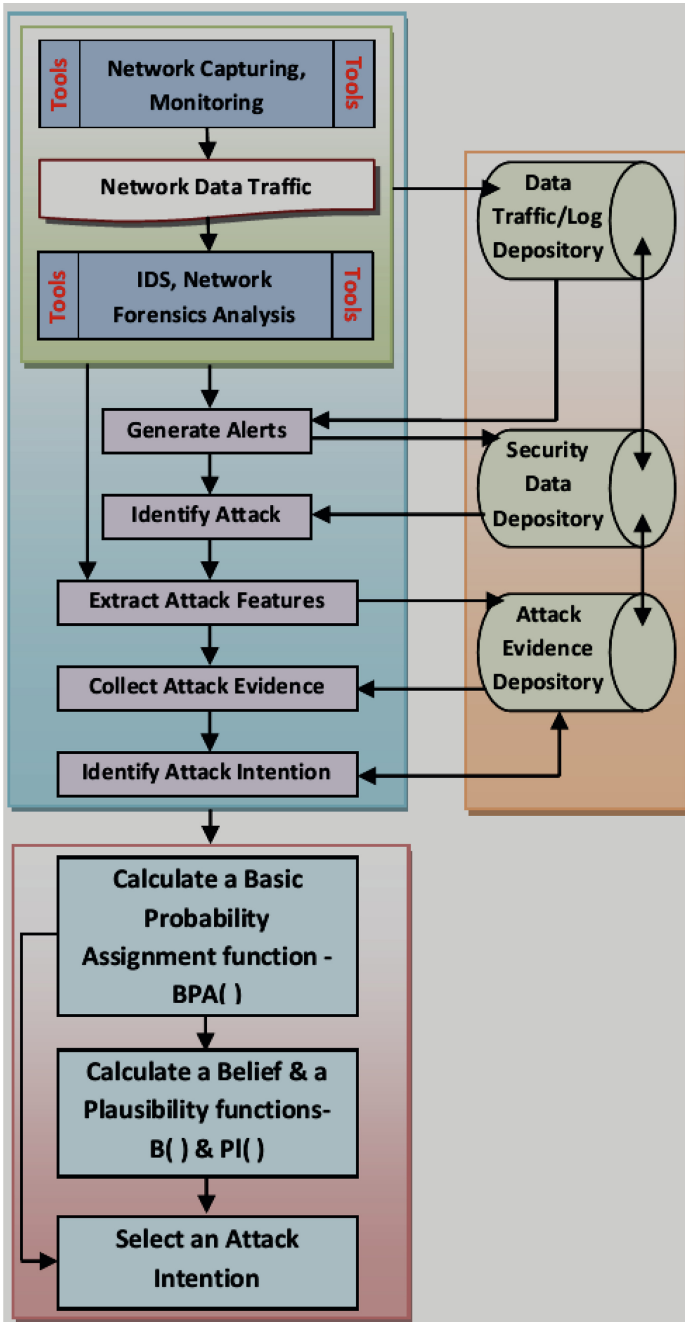 Tools
Network Capturing,
Monitoring
Tools
Network Data Traffic
Tools
IDS, Network
Forensics Analysis
Tools
Data
Traffic/Log
Depository
Generate Alerts
Security
Data
Depository
Identify Attack
Extract Attack Features
Attack
Evidence
Depository
Collect Attack Evidence
Identify Attack Intention
Calculate a Basic
Probability
Assignment function -
BPA( )
Calculate a Belief & a
Plausibility functions-
B( ) & Pl( )
Select an Attack
Intention